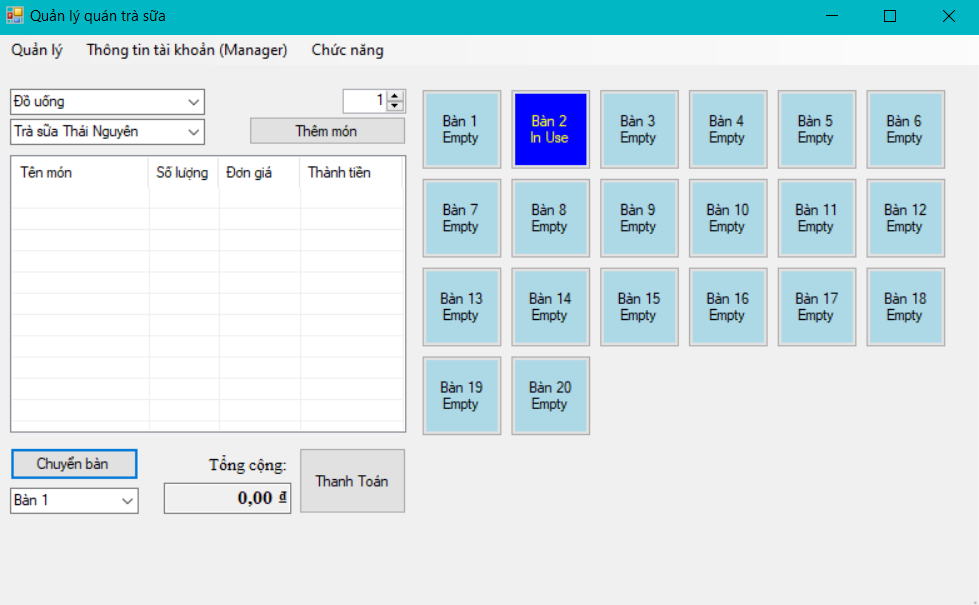 Quản lý quán trà sữa
Quản lý Thông tin tài khoản (Manager) Chức năng
Đồ uống
1
Trà sữa Thái Nguyên
Thêm món
Tên món Số lượng Đơn giá Thành tiền
Bàn 1
Empty
Bàn 2
In Use
Bàn 3
Empty
Bàn 4
Empty
Bàn 5
Empty
Bàn 6
Empty
Bàn 7
Empty
Bàn 8
Empty
Bàn 9
Empty
Bàn 10
Empty
Bàn 11
Empty
Bàn 12
Empty
Bàn 13
Empty
Bàn 14
Empty
Bàn 15
Empty
Bàn 16
Empty
Bàn 17
Empty
Bàn 18
Empty
Bàn 19
Empty
Bàn 20
Empty
Chuyển bàn
Bàn 1
Tổng cộng:
0,00 ₫
Thanh Toán